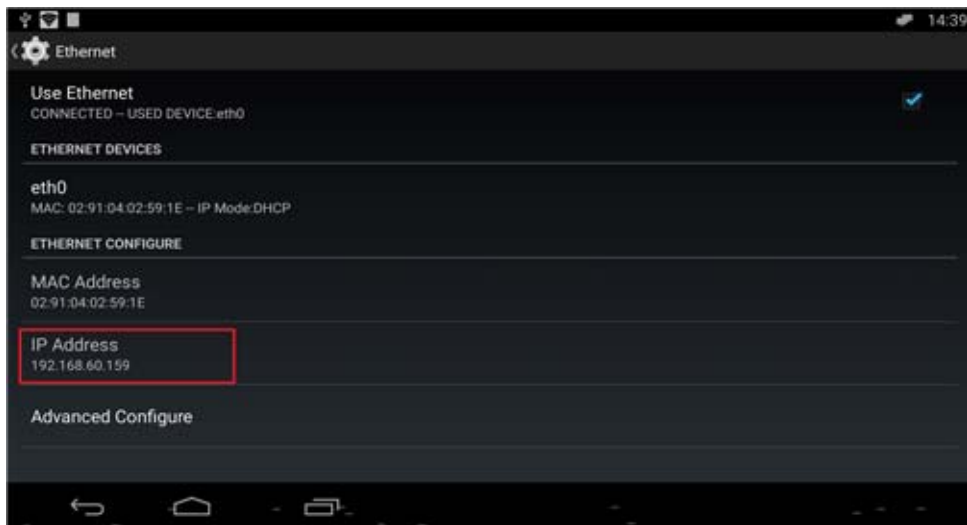 14:39
Ethernet
Use Ethernet
CONNECTED -- USED DEVICE:eth0
ETHERNET DEVICES
eth0
MAC: 02:91:04:02:59:1E -- IP Mode:DHCP
ETHERNET CONFIGURE
MAC Address
02:91:04:02:59:1E
IP Address
192.168.60.159
Advanced Configure